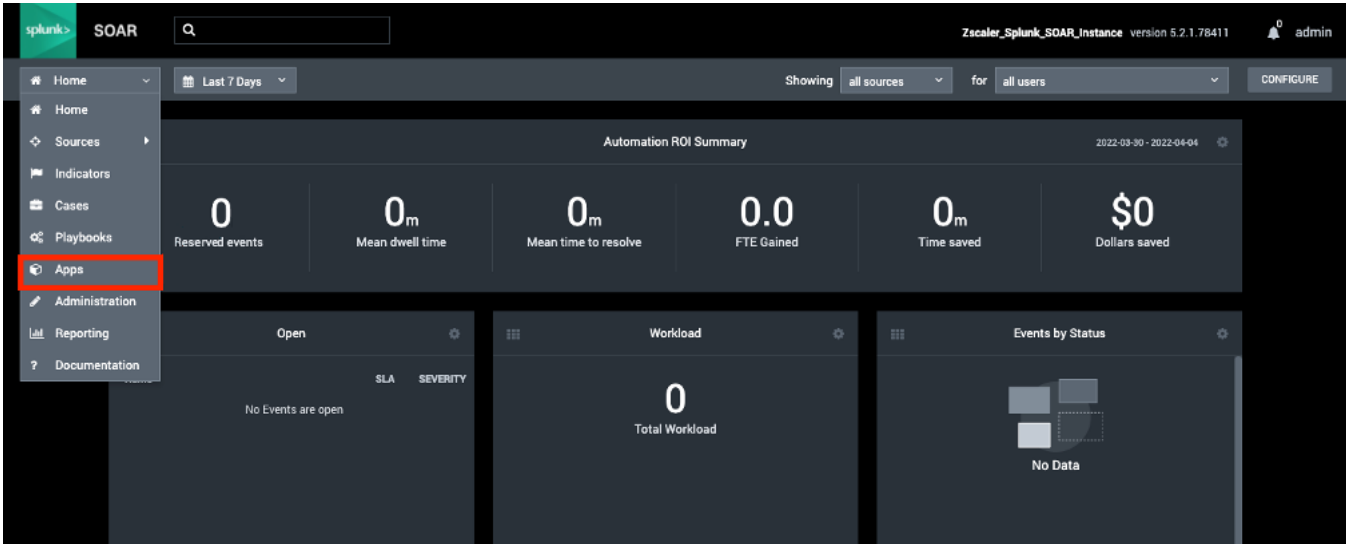 splunk> SOAR Zscaler_Splunk_SOAR_Instance version 5.2.1.78411 0 admin
Home Last 7 Days Showing all sources for all users CONFIGURE
Home
Sources
Indicators
Cases
Playbooks
Apps
Administration
Reporting
? Documentation
Automation ROI Summary 2022-03-30 - 2022-04-04
0 0m 0m 0.0 0m $0
Reserved events Mean dwell time Mean time to resolve FTE Gained Time saved Dollars saved
Open Workload Events by Status
SLA SEVERITY
No Events are open
0
Total Workload
No Data